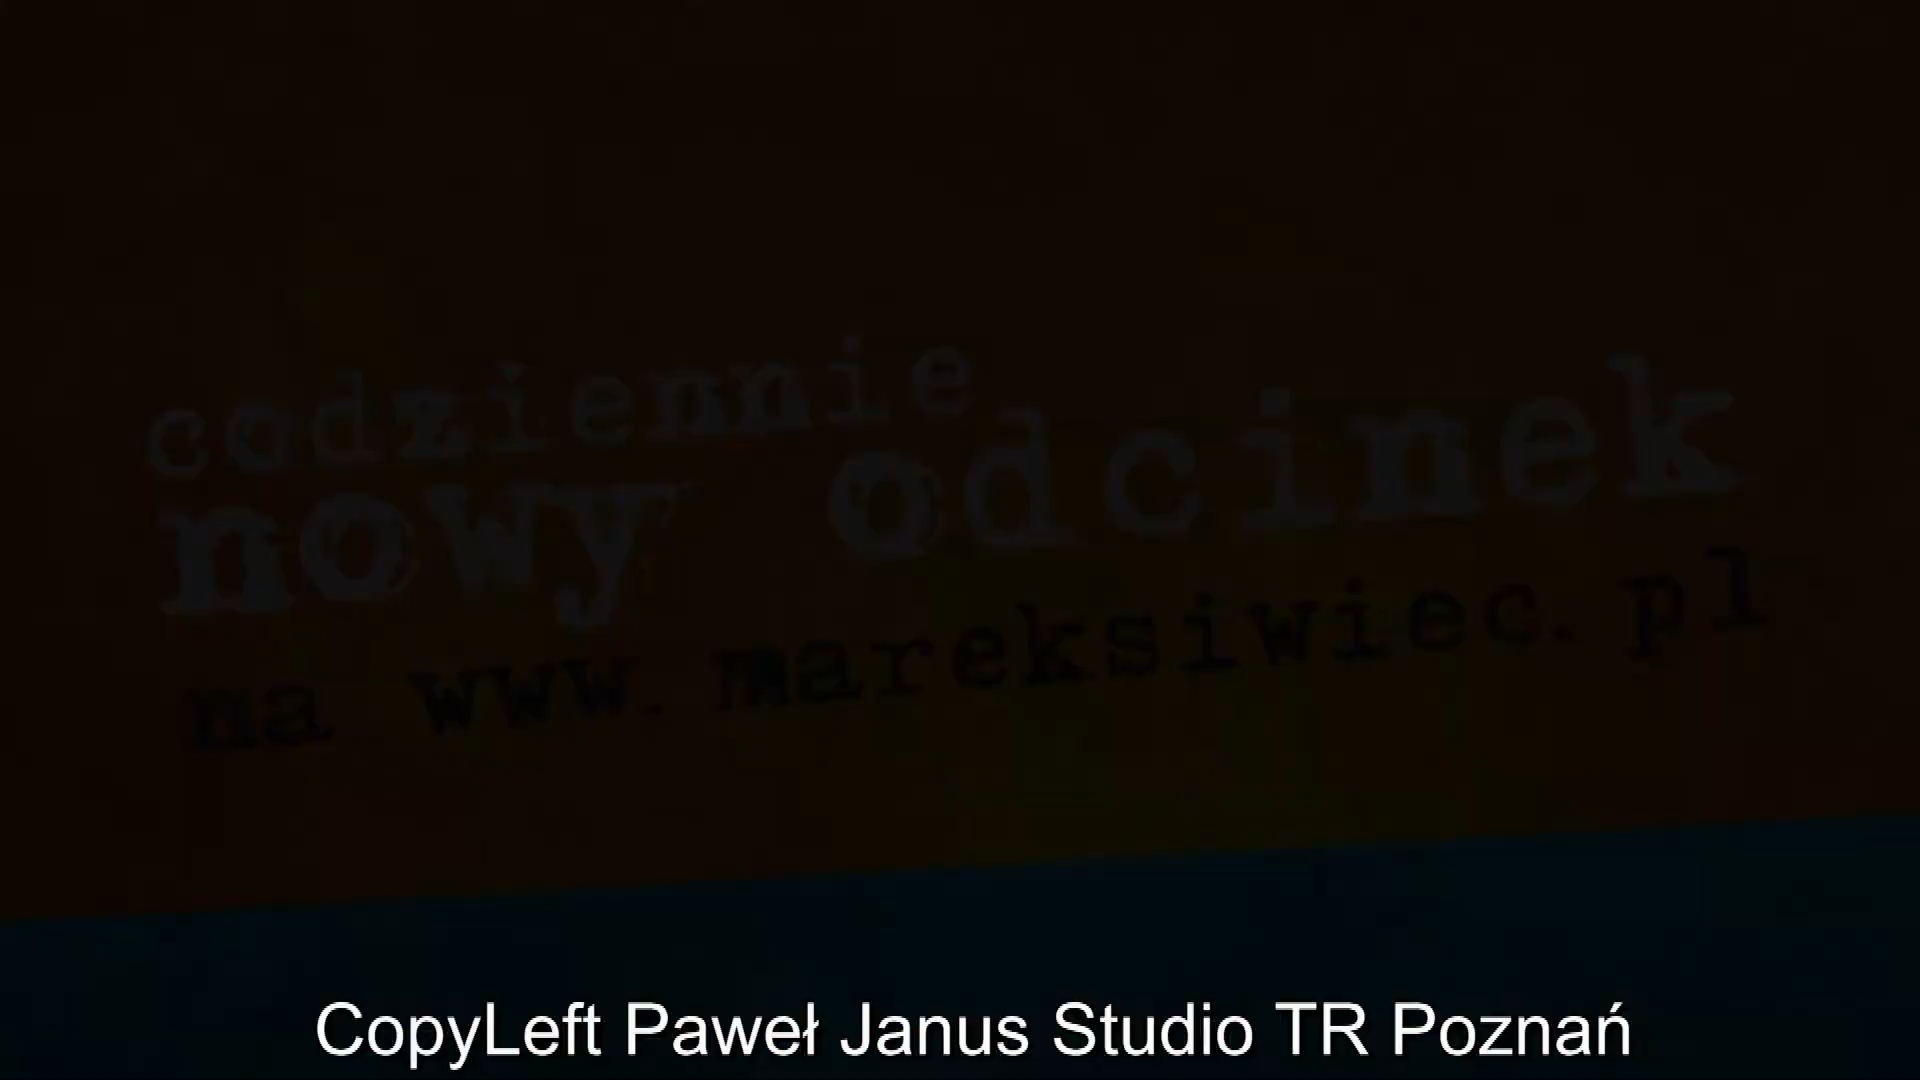 codziennie
nowy odcinek
na www.mareksiwiec.pl
CopyLeft Paweł Janus Studio TR Poznań